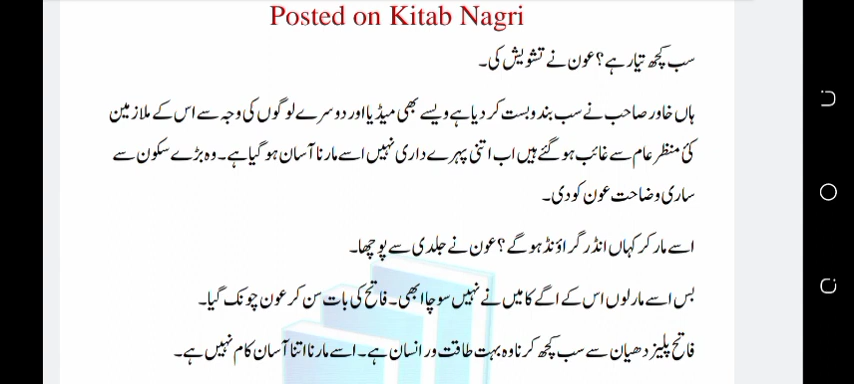 Posted on Kitab Nagri
سب کچھ تیار ہے؟ عون نے تشویش کی۔
ہاں خاور صاحب نے سب بندوبست کر دیا ہے ویسے بھی میڈیا اور دوسرے لوگوں کی وجہ سے اس کے ملازمین
کئ منظر عام سے غائب ہو گئے ہیں اب اتنی پہرے داری نہیں اسے مارنا آسان ہو گیا ہے۔ وہ بڑے سکون سے
ساری وضاحت عون کو دی۔
اسے مار کر کہاں انڈر گراؤنڈ ہو گے؟ عون نے جلدی سے پوچھا۔
بس اسے مار لوں اس کے اگے کا میں نے نہیں سوچا ابھی۔ فاتح کی بات سن کر عون چونک گیا۔
فاتح پلیز دھیان سے سب کچھ کرنا وہ بہت طاقت ور انسان ہے۔ اسے مارنا اتنا آسان کام نہیں ہے۔